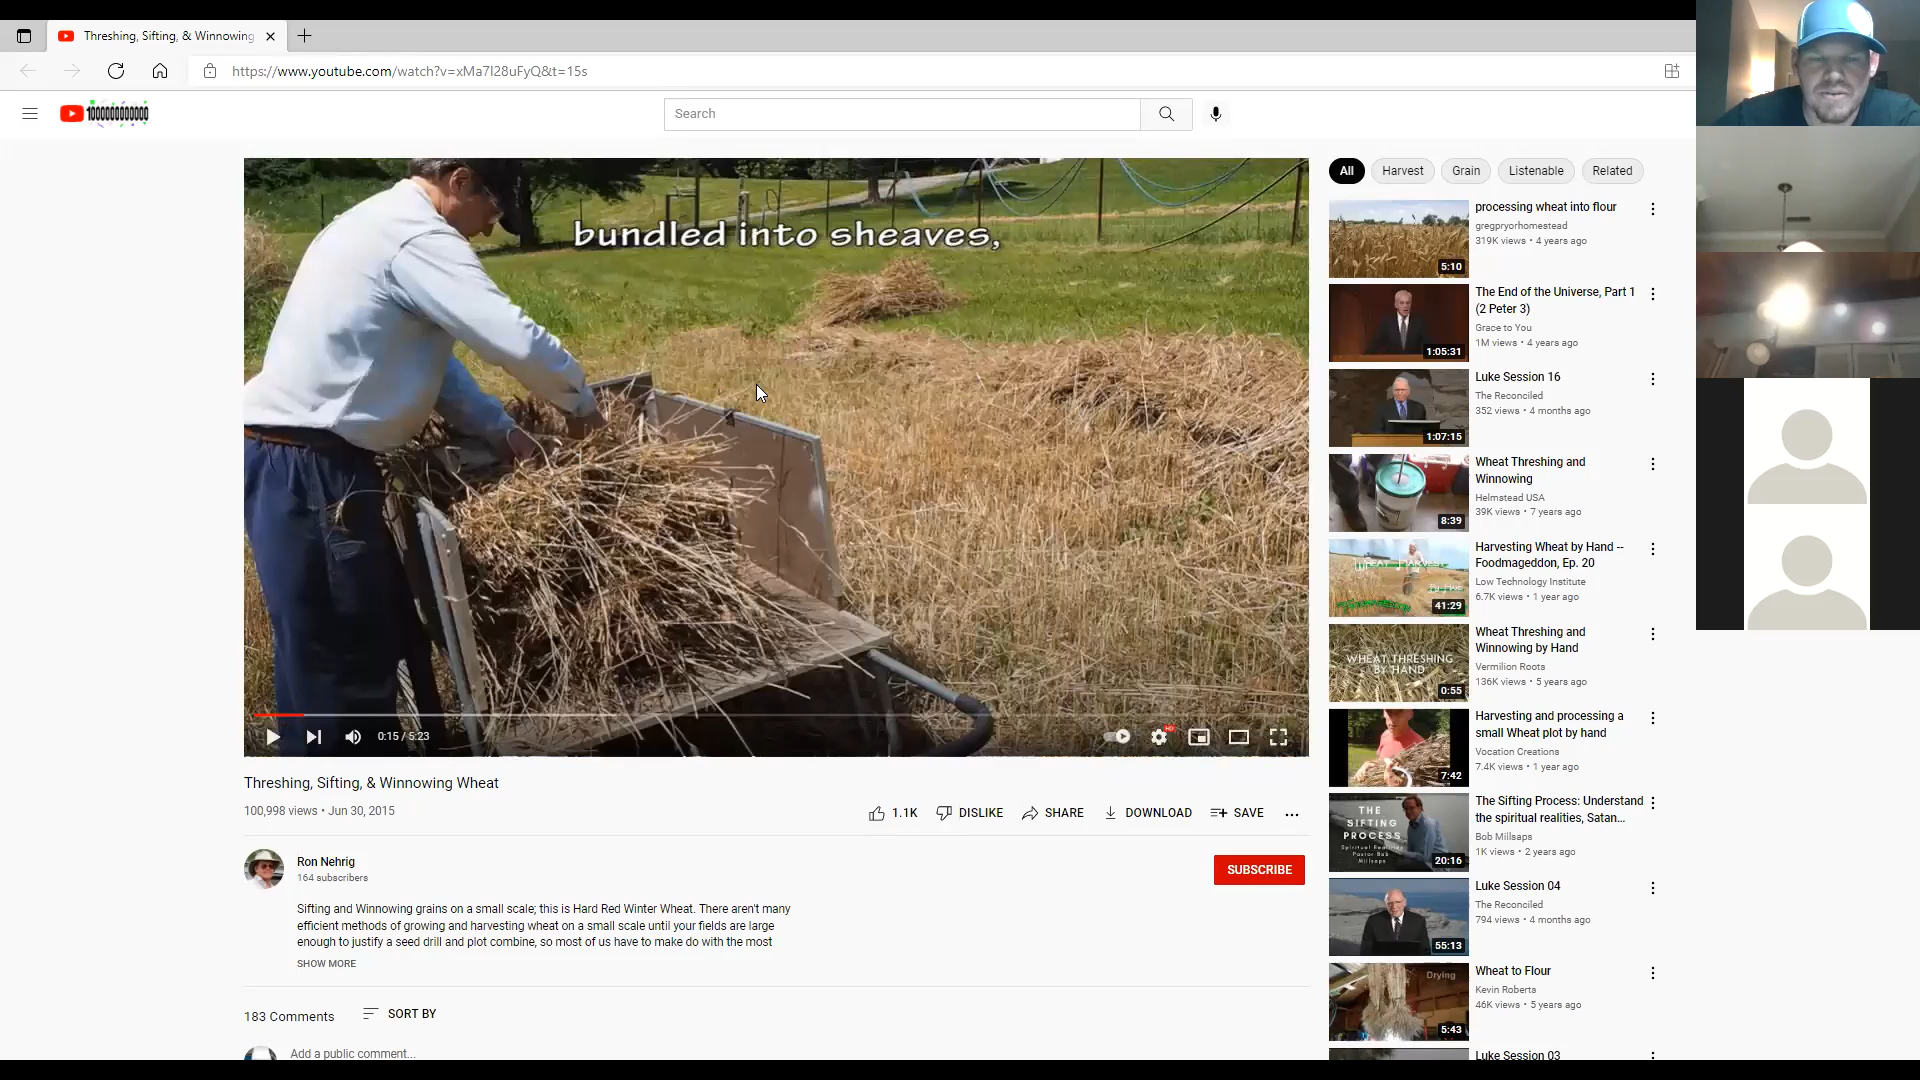 Threshing, Sifting, & Winnowing
https://www.youtube.com/watch?v=xMa7I28uFyQ&t=15s
1000000000000
Search
bundled into sheaves,
0:15 / 5:23
HD
Threshing, Sifting, & Winnowing Wheat
100,998 views • Jun 30, 2015
1.1K
DISLIKE
SHARE
DOWNLOAD
SAVE
Ron Nehrig
164 subscribers
SUBSCRIBE
Sifting and Winnowing grains on a small scale; this is Hard Red Winter Wheat. There aren't many
efficient methods of growing and harvesting wheat on a small scale until your fields are large
enough to justify a seed drill and plot combine, so most of us have to make do with the most
SHOW MORE
183 Comments
SORT BY
Add a public comment...
All
Harvest
Grain
Listenable
Related
processing wheat into flour
gregpryorhomestead
319K views • 4 years ago
5:10
The End of the Universe, Part 1
(2 Peter 3)
Grace to You
1M views • 4 years ago
1:05:31
Luke Session 16
The Reconciled
352 views • 4 months ago
1:07:15
Wheat Threshing and
Winnowing
Helmstead USA
39K views • 7 years ago
8:39
Harvesting Wheat by Hand --
Foodmageddon, Ep. 20
Low Technology Institute
6.7K views • 1 year ago
41:29
Wheat Threshing and
Winnowing by Hand
Vermilion Roots
136K views • 5 years ago
WHEAT THRESHING
BY HAND
0:55
Harvesting and processing a
small Wheat plot by hand
Vocation Creations
7.4K views • 1 year ago
7:42
The Sifting Process: Understand
the spiritual realities, Satan...
Bob Millsaps
1K views • 2 years ago
THE
SIFTING
PROCESS
Spiritual Realities
Pastor Bob
Millsaps
20:16
Luke Session 04
The Reconciled
794 views • 4 months ago
55:13
Wheat to Flour
Kevin Roberts
46K views • 5 years ago
Drying
5:43
Luke Session 03